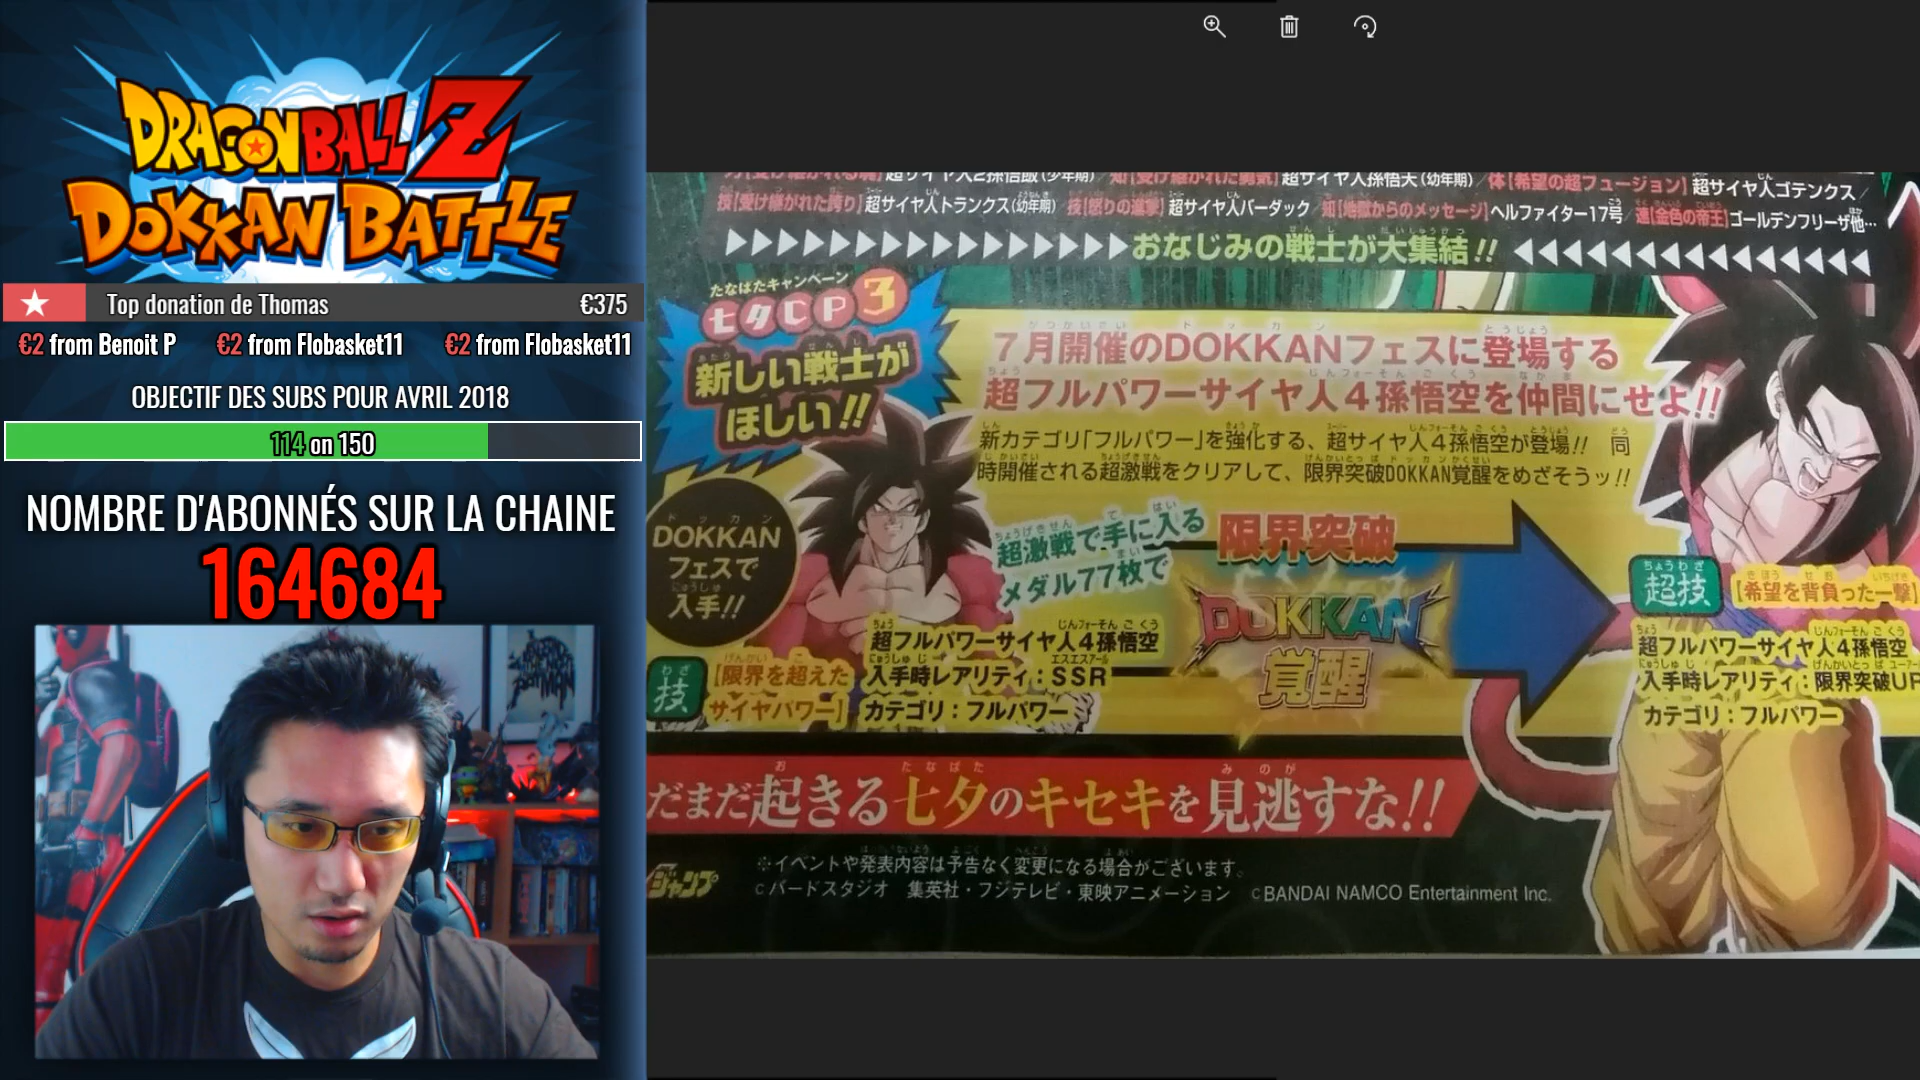 DRAGON BALL Z
DOKKAN BATTLE
Top donation de Thomas €375
€2 from Benoit P €2 from Flobasket11 €2 from Flobasket11
OBJECTIF DES SUBS POUR AVRIL 2018
114 on 150
NOMBRE D'ABONNÉS SUR LA CHAINE
164684
超サイヤ人2孫悟飯(少年期)/知[受け継がれた勇気]超サイヤ人孫悟天(幼年期)/体[希望の超フュージョン]超サイヤ人ゴテンクス/
技[受け継がれた誇り]超サイヤ人トランクス(幼年期)/技[怒りの進撃]超サイヤ人バーダック/知[地獄からのメッセージ]ヘルファイター17号/速[金色の帝王]ゴールデンフリーザ他…
おなじみの戦士が大集結!!
たなばたキャンペーン
七夕CP3
新しい戦士が
ほしい!!
7月開催のDOKKANフェスに登場する
超フルパワーサイヤ人4孫悟空を仲間にせよ!!
新カテゴリ「フルパワー」を強化する、超サイヤ人4孫悟空が登場!! 同
時開催される超激戦をクリアして、限界突破DOKKAN覚醒をめざそうッ!!
DOKKAN
フェスで
入手!!
超激戦で手に入る
メダル77枚で
限界突破
DOKKAN
覚醒
技
[限界を超えた
サイヤパワー]
超フルパワーサイヤ人4孫悟空
入手時レアリティ:SSR
カテゴリ:フルパワー
超技
[希望を背負った一撃]
超フルパワーサイヤ人4孫悟空
入手時レアリティ:限界突破UR
カテゴリ:フルパワー
だまだ起きる七夕のキセキを見逃すな!!
ジャンプ
※イベントや発表内容は予告なく変更になる場合がございます。
©バードスタジオ 集英社・フジテレビ・東映アニメーション ©BANDAI NAMCO Entertainment Inc.